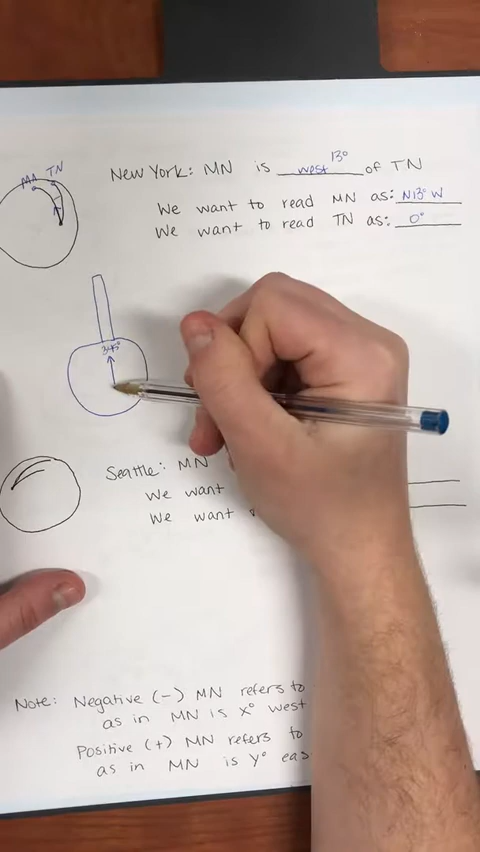 MN TN
New York: MN is west 13° of TN
We want to read MN as: N13°W
We want to read TN as: 0°
345°
Seattle: MN
We want
We want
Note: Negative (-) MN refers to
as in MN is x° west
Positive (+) MN refers to
as in MN is y° eas